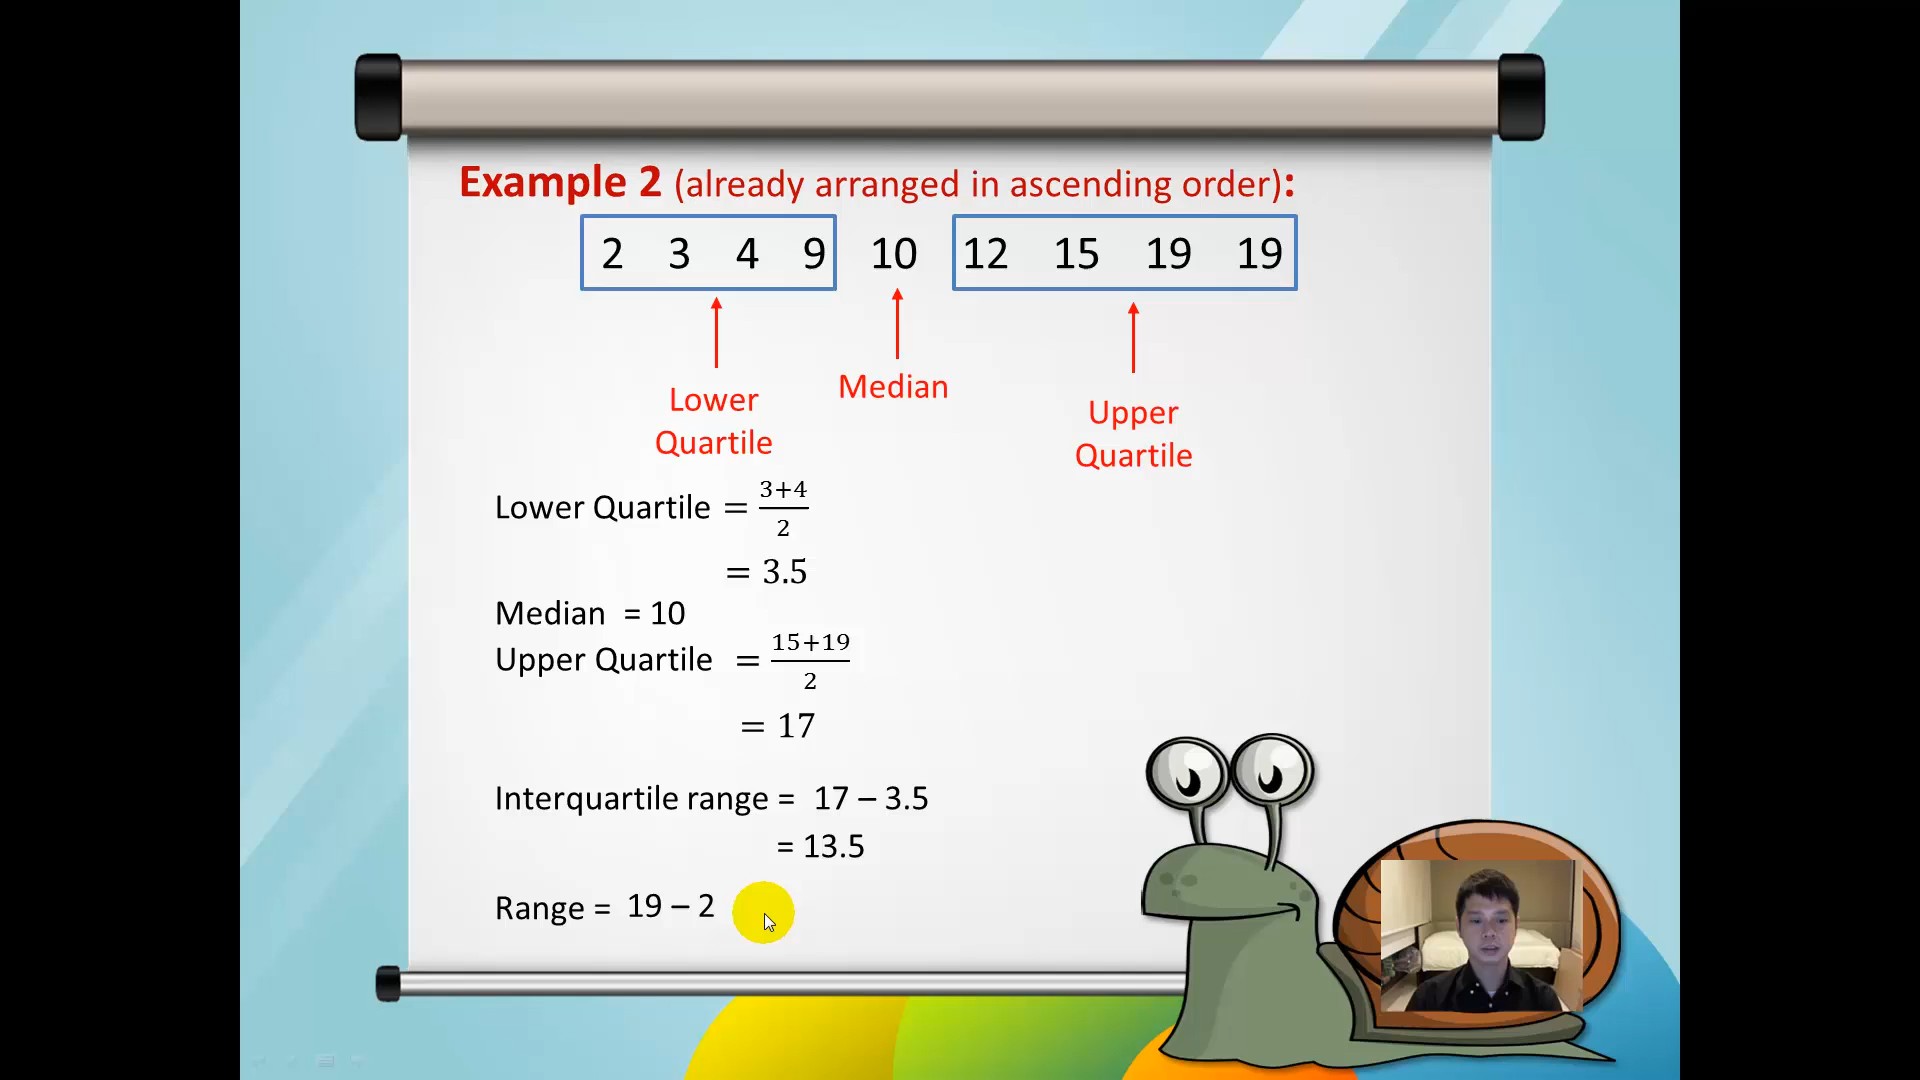 Example 2 (already arranged in ascending order):
2 3 4 9 10 12 15 19 19
Lower Quartile
Median
Upper Quartile
Lower Quartile = \frac{3+4}{2}
= 3.5
Median = 10
Upper Quartile = \frac{15+19}{2}
= 17
Interquartile range = 17 – 3.5
= 13.5
Range = 19 – 2